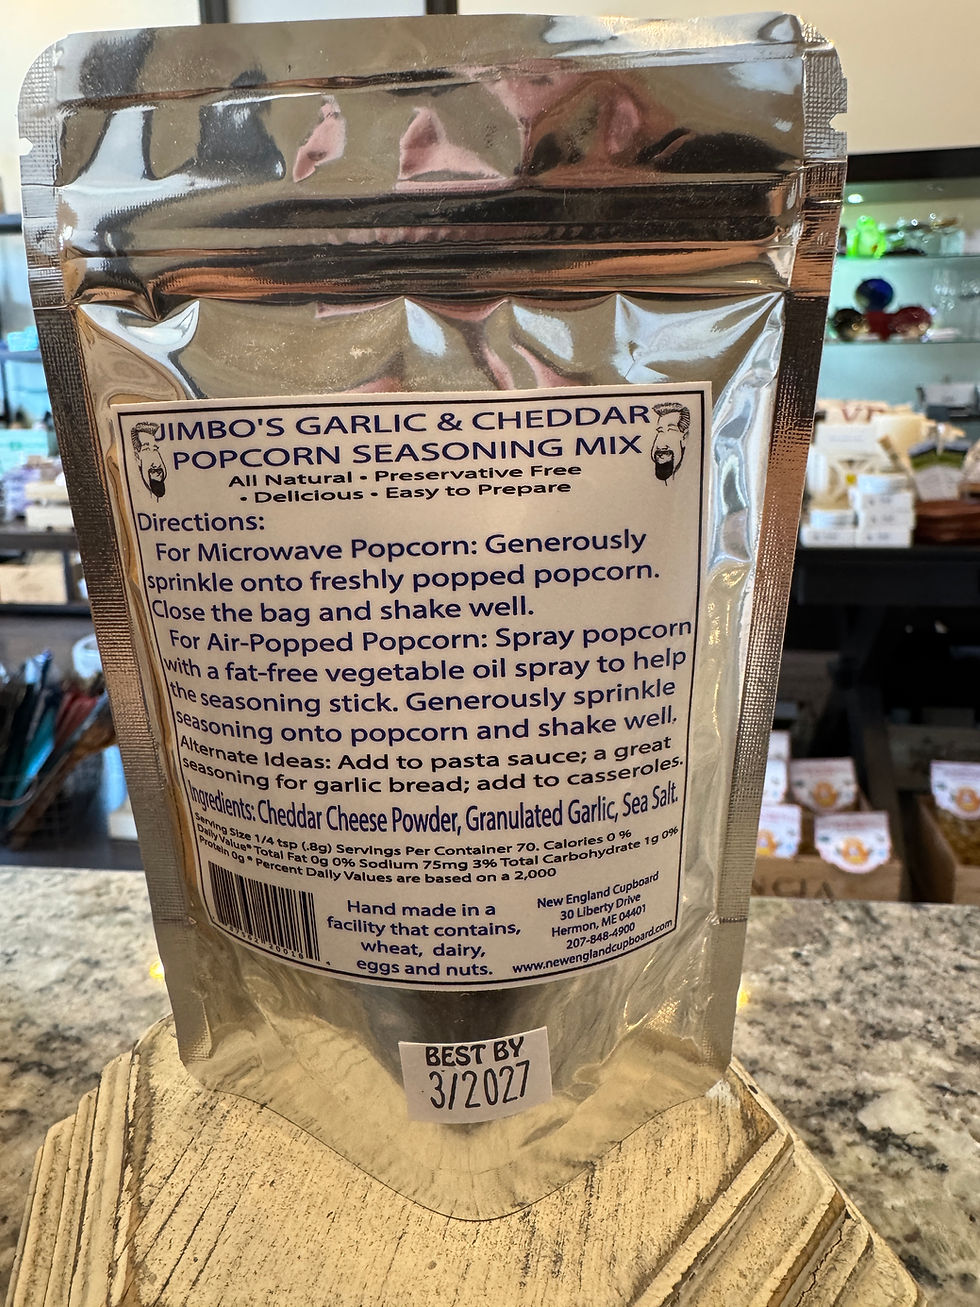 JIMBO'S GARLIC & CHEDDAR
POPCORN SEASONING MIX
All Natural • Preservative Free
• Delicious • Easy to Prepare
Directions:
For Microwave Popcorn: Generously
sprinkle onto freshly popped popcorn.
Close the bag and shake well.
For Air-Popped Popcorn: Spray popcorn
with a fat-free vegetable oil spray to help
the seasoning stick. Generously sprinkle
seasoning onto popcorn and shake well.
Alternate Ideas: Add to pasta sauce; a great
seasoning for garlic bread; add to casseroles.
Ingredients: Cheddar Cheese Powder, Granulated Garlic, Sea Salt.
Serving Size 1/4 tsp (.8g) Servings Per Container 70. Calories 0 %
Daily Value* Total Fat 0g 0% Sodium 75mg 3% Total Carbohydrate 1g 0%
Protein 0g * Percent Daily Values are based on a 2,000
Hand made in a
facility that contains,
wheat, dairy,
eggs and nuts.
New England Cupboard
30 Liberty Drive
Hermon, ME 04401
207-848-4900
www.newenglandcupboard.com
BEST BY
3/2027